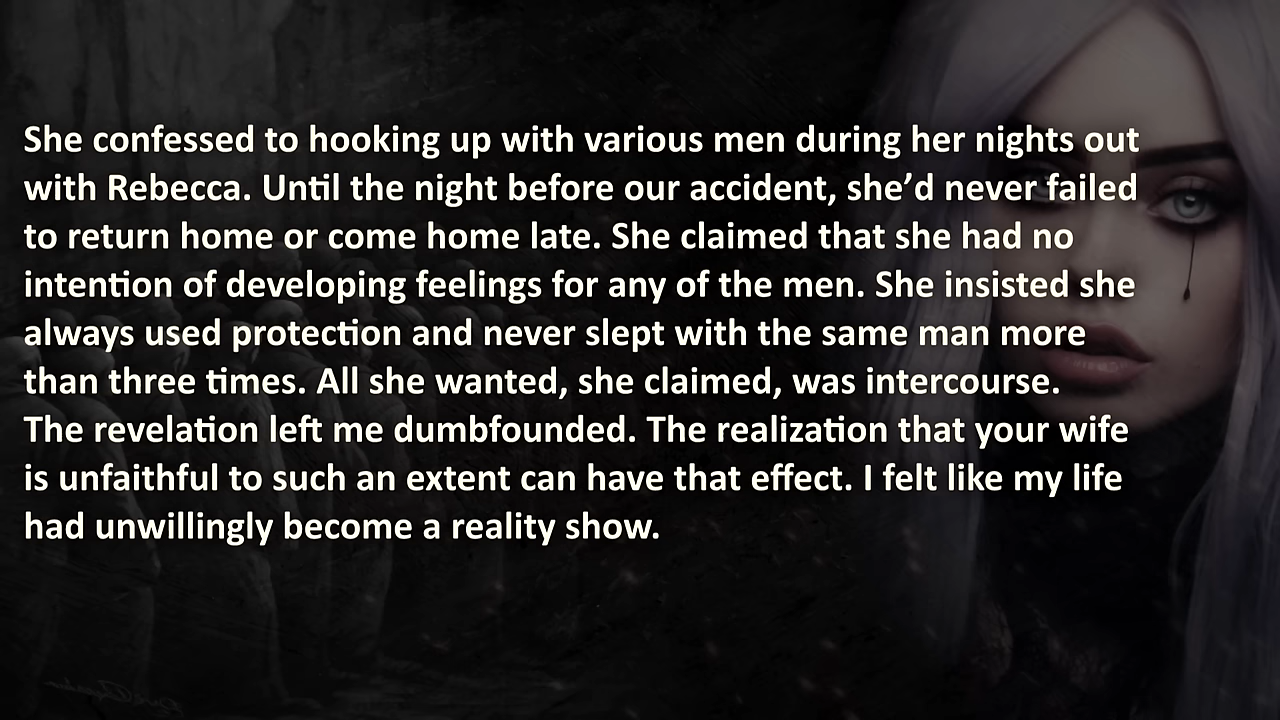 She confessed to hooking up with various men during her nights out
with Rebecca. Until the night before our accident, she’d never failed
to return home or come home late. She claimed that she had no
intention of developing feelings for any of the men. She insisted she
always used protection and never slept with the same man more
than three times. All she wanted, she claimed, was intercourse.
The revelation left me dumbfounded. The realization that your wife
is unfaithful to such an extent can have that effect. I felt like my life
had unwillingly become a reality show.